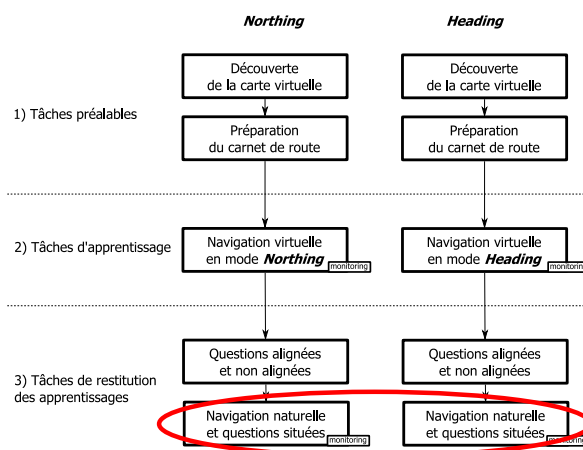 Northing
Heading
Découverte
de la carte virtuelle
Découverte
de la carte virtuelle
1) Tâches préalables
Préparation
du carnet de route
Préparation
du carnet de route
2) Tâches d'apprentissage
Navigation virtuelle
en mode Northing
monitoring
Navigation virtuelle
en mode Heading
monitoring
3) Tâches de restitution
des apprentissages
Questions alignées
et non alignées
Questions alignées
et non alignées
Navigation naturelle
et questions situées
monitoring
Navigation naturelle
et questions situées
monitoring